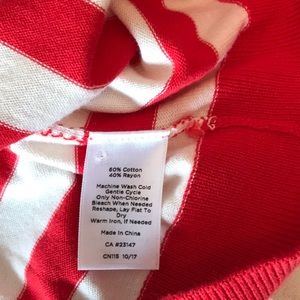 60% Cotton
40% Rayon
Machine Wash Cold
Gentle Cycle
Only Non-Chlorine
Bleach When Needed
Reshape, Lay Flat To
Dry
Warm Iron, If Needed
Made In China
CA #23147
CN115 10/17